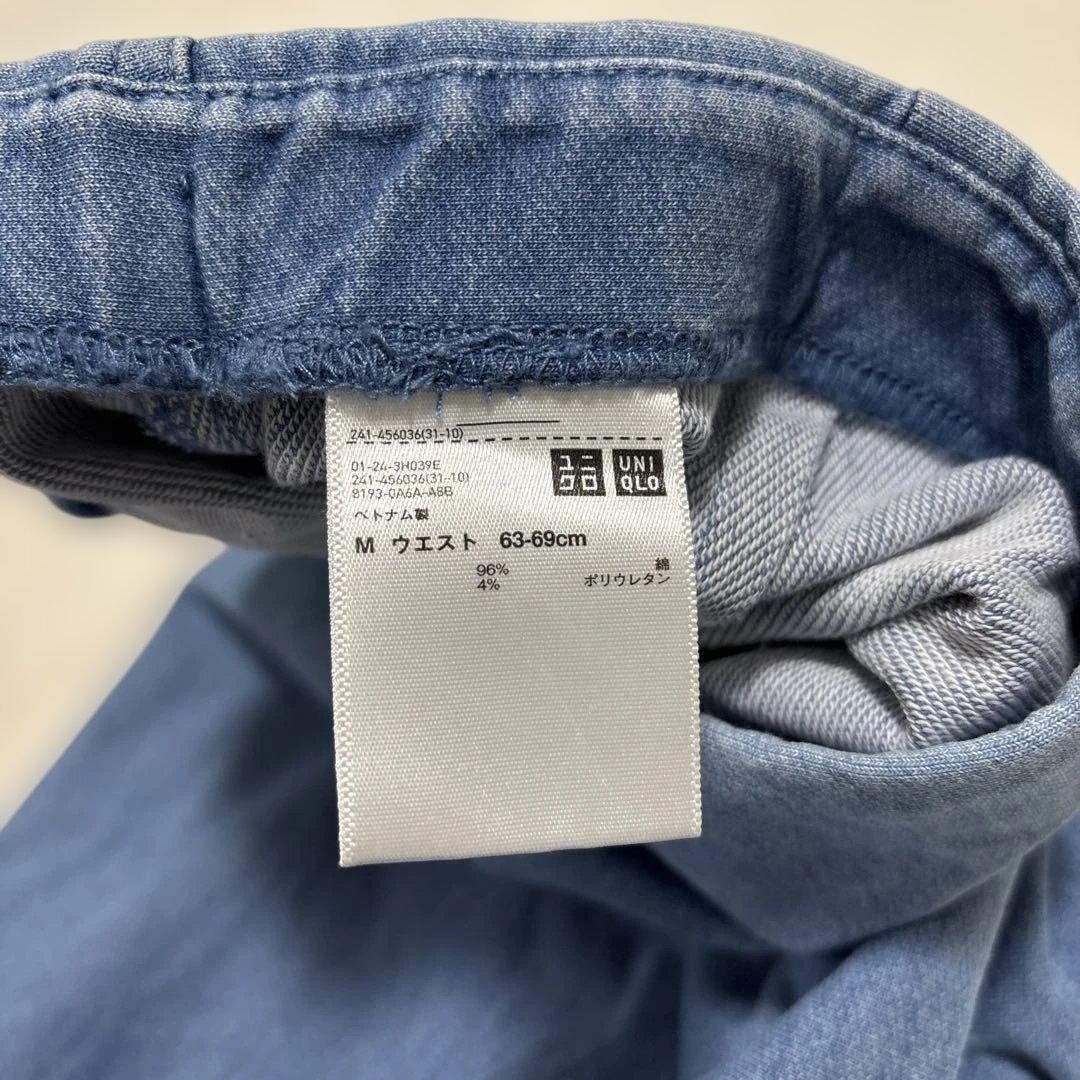 241-456036(31-10)
01-24-3H039E
241-456036(31-10)
8193-0A6A-A8B
ユニ
クロ
UNI
QLO
ベトナム製
M ウエスト 63-69cm
96% 綿
4% ポリウレタン